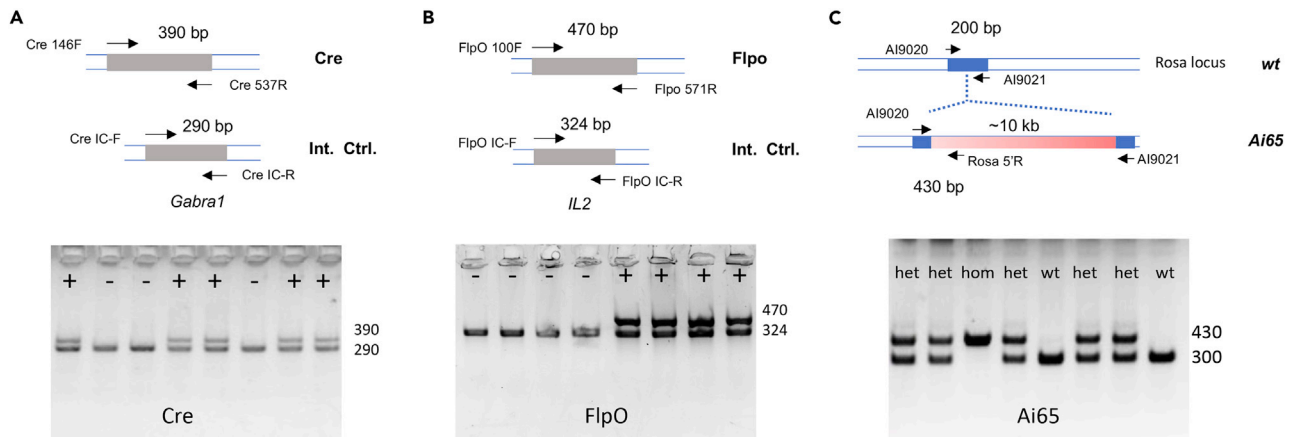 A
390 bp
Cre 146F
Cre
Cre 537R
290 bp
Cre IC-F
Int. Ctrl.
Cre IC-R
Gabra1
+ - - + + - + +
390
290
Cre
B
470 bp
FlpO 100F
Flpo
Flpo 571R
324 bp
FlpO IC-F
Int. Ctrl.
FlpO IC-R
IL2
- - - - + + + +
470
324
FlpO
C
200 bp
AI9020
Rosa locus wt
AI9021
AI9020
~10 kb
Ai65
Rosa 5'R
AI9021
430 bp
het het hom het wt het het wt
430
300
Ai65